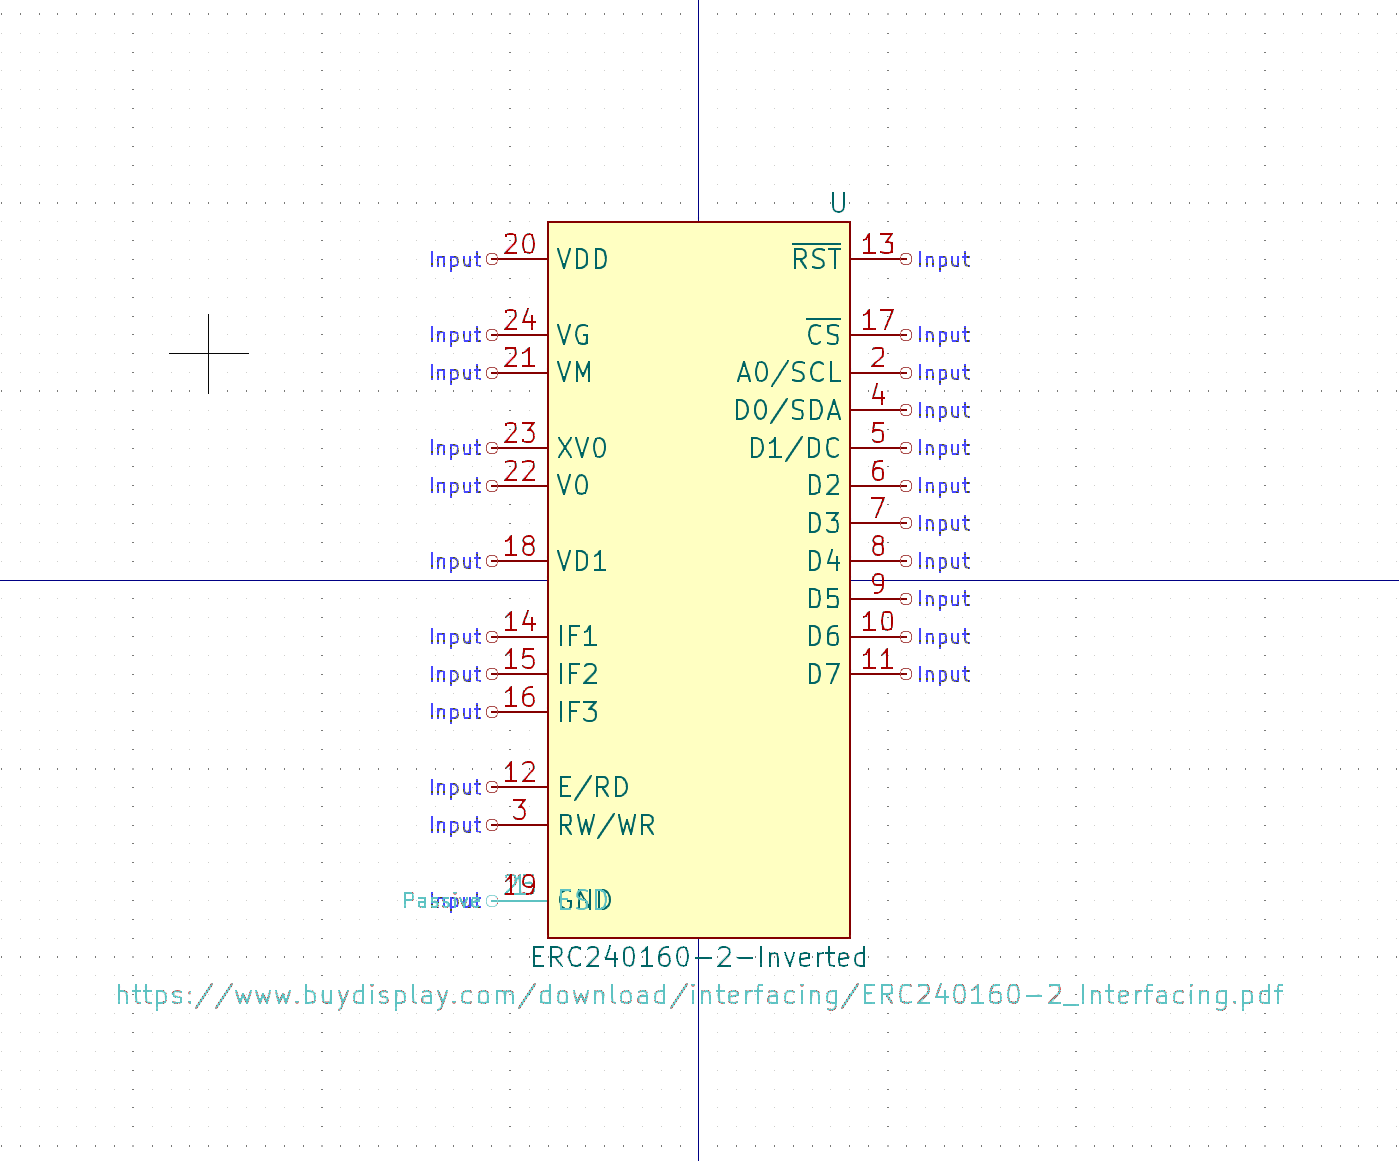 U
Input 20 VDD RST 13 Input
Input 24 VG CS 17 Input
Input 21 VM A0/SCL 2 Input
D0/SDA 4 Input
Input 23 XV0 D1/DC 5 Input
Input 22 V0 D2 6 Input
D3 7 Input
Input 18 VD1 D4 8 Input
D5 9 Input
Input 14 IF1 D6 10 Input
Input 15 IF2 D7 11 Input
Input 16 IF3
Input 12 E/RD
Input 3 RW/WR
Passive Input 19 GND ESD
ERC240160-2-Inverted
https://www.buydisplay.com/download/interfacing/ERC240160-2_Interfacing.pdf